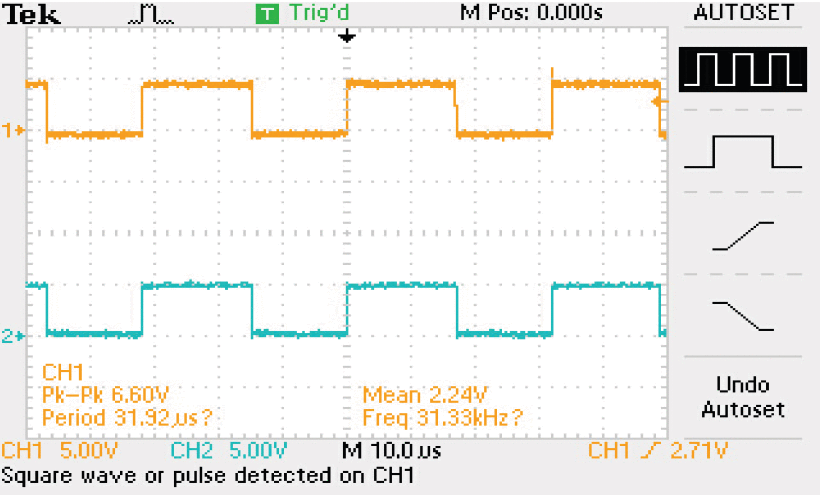 Tek T Trig'd M Pos: 0.000s AUTOSET
1
2
CH1
Pk-Pk 6.60V Mean 2.24V
Period 31.92us? Freq 31.33kHz?
Undo
Autoset
CH1 5.00V CH2 5.00V M 10.0us CH1 2.71V
Square wave or pulse detected on CH1